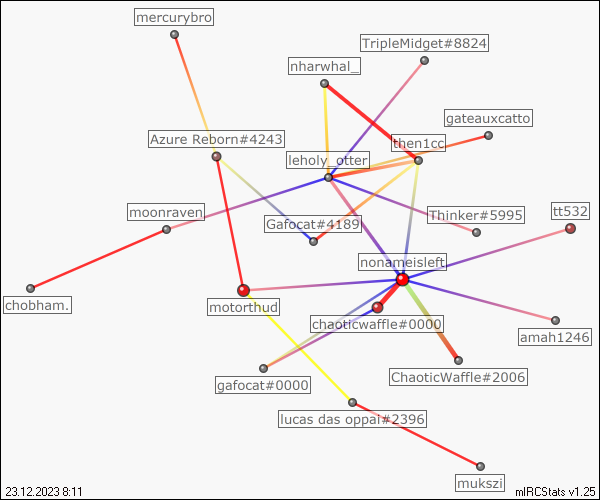 mercurybro
TripleMidget#8824
nharwhal_
gateauxcatto
Azure Reborn#4243
then1cc
leholy_otter
moonraven
Thinker#5995
tt532
Gafocat#4189
nonameisleft
chobham.
motorthud
chaoticwaffle#0000
amah1246
gafocat#0000
ChaoticWaffle#2006
lucas das oppai#2396
mukszi
23.12.2023 8:11
mIRCStats v1.25